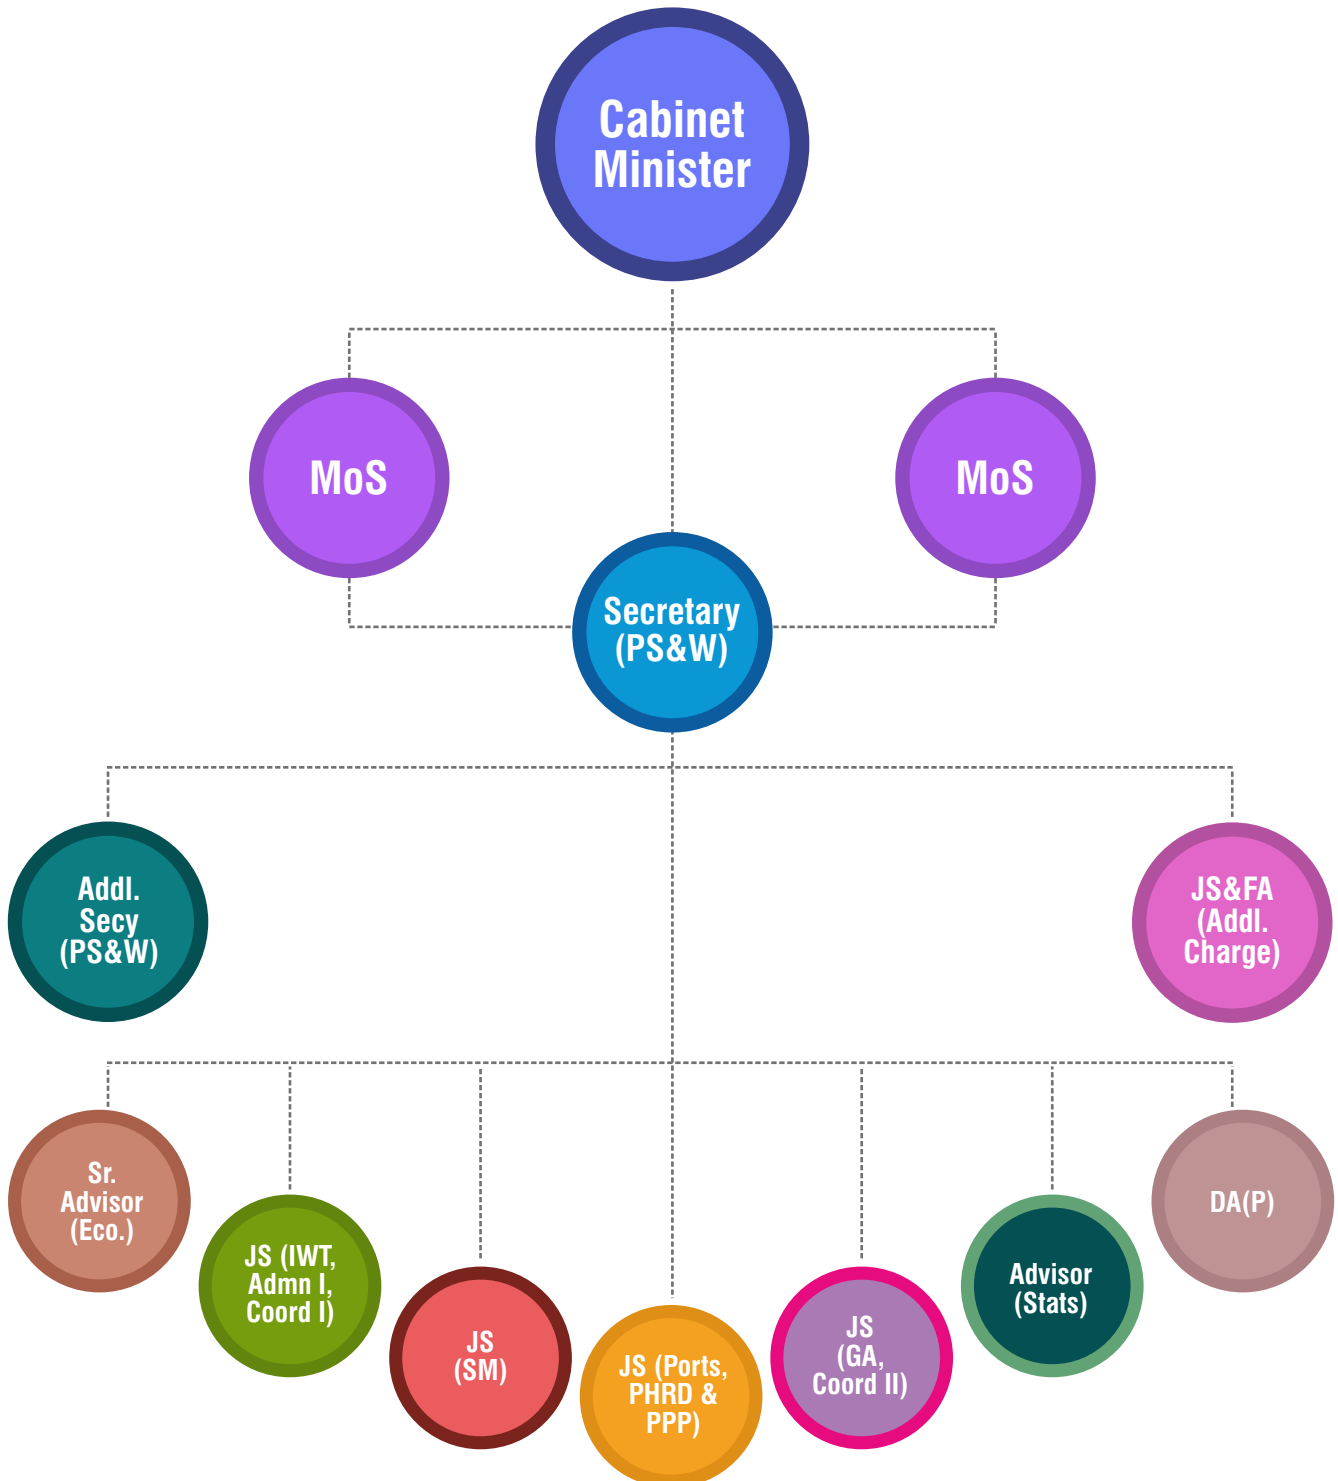 Cabinet
Minister
MoS
MoS
Secretary
(PS&W)
Addl.
Secy
(PS&W)
JS&FA
(Addl.
Charge)
Sr.
Advisor
(Eco.)
JS (IWT,
Admn I,
Coord I)
JS
(SM)
JS (Ports,
PHRD &
PPP)
JS
(GA,
Coord II)
Advisor
(Stats)
DA(P)